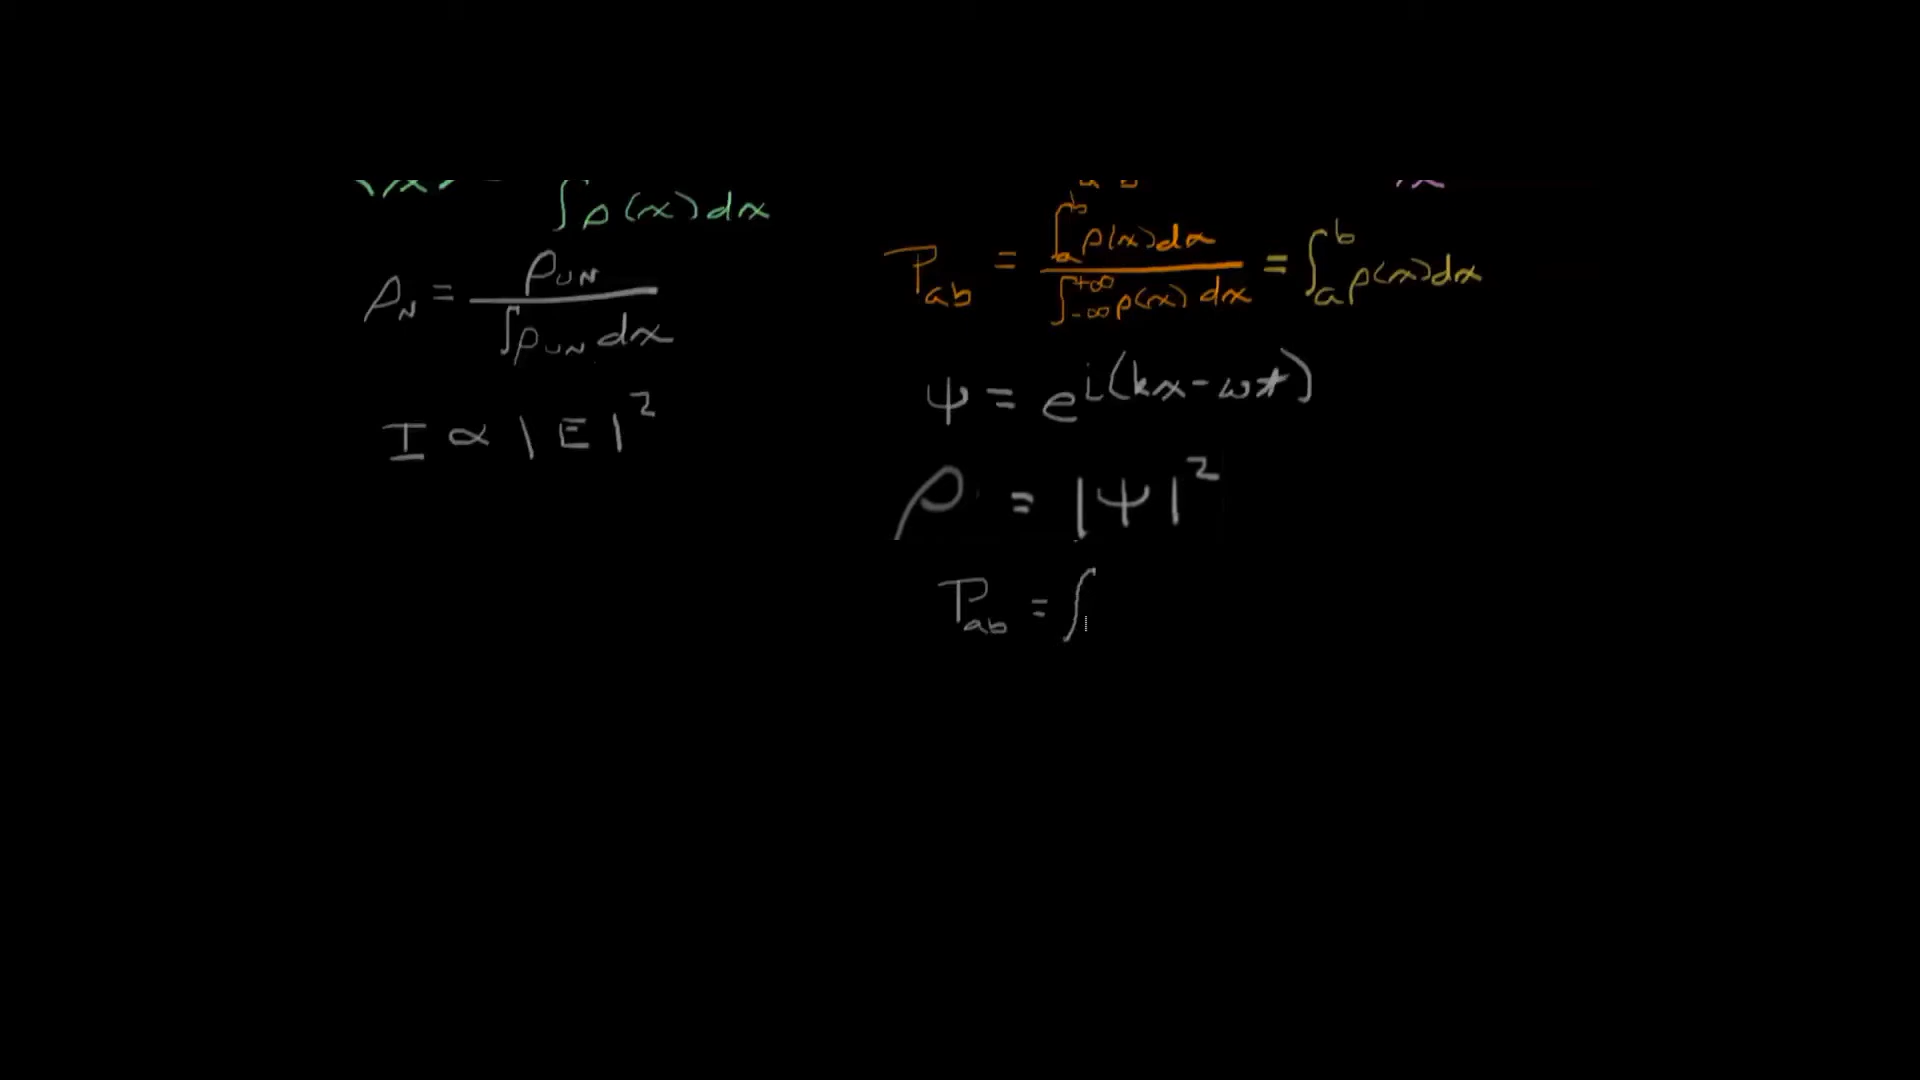 ∫ρ(x)dx
ρ_N = ρ_UN / ∫ρ_UN dx
I ∝ |E|²
P_ab = ∫_a^b ρ(x)dx / ∫_-∞^+∞ ρ(x) dx = ∫_a^b ρ(x)dx
ψ = e^i(kx-ωt)
ρ = |ψ|²
P_ab = ∫